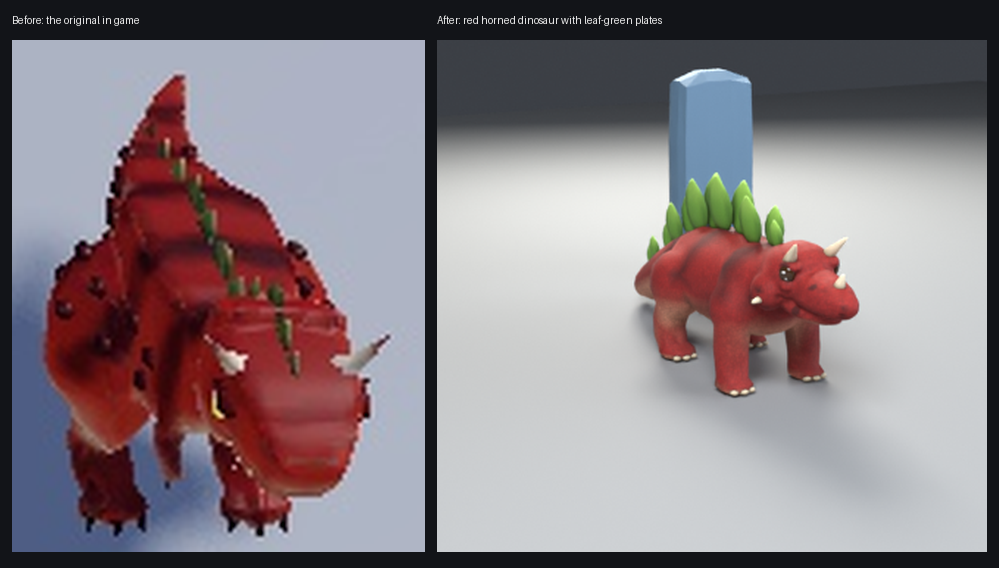 Before: the original in game
After: red horned dinosaur with leaf-green plates